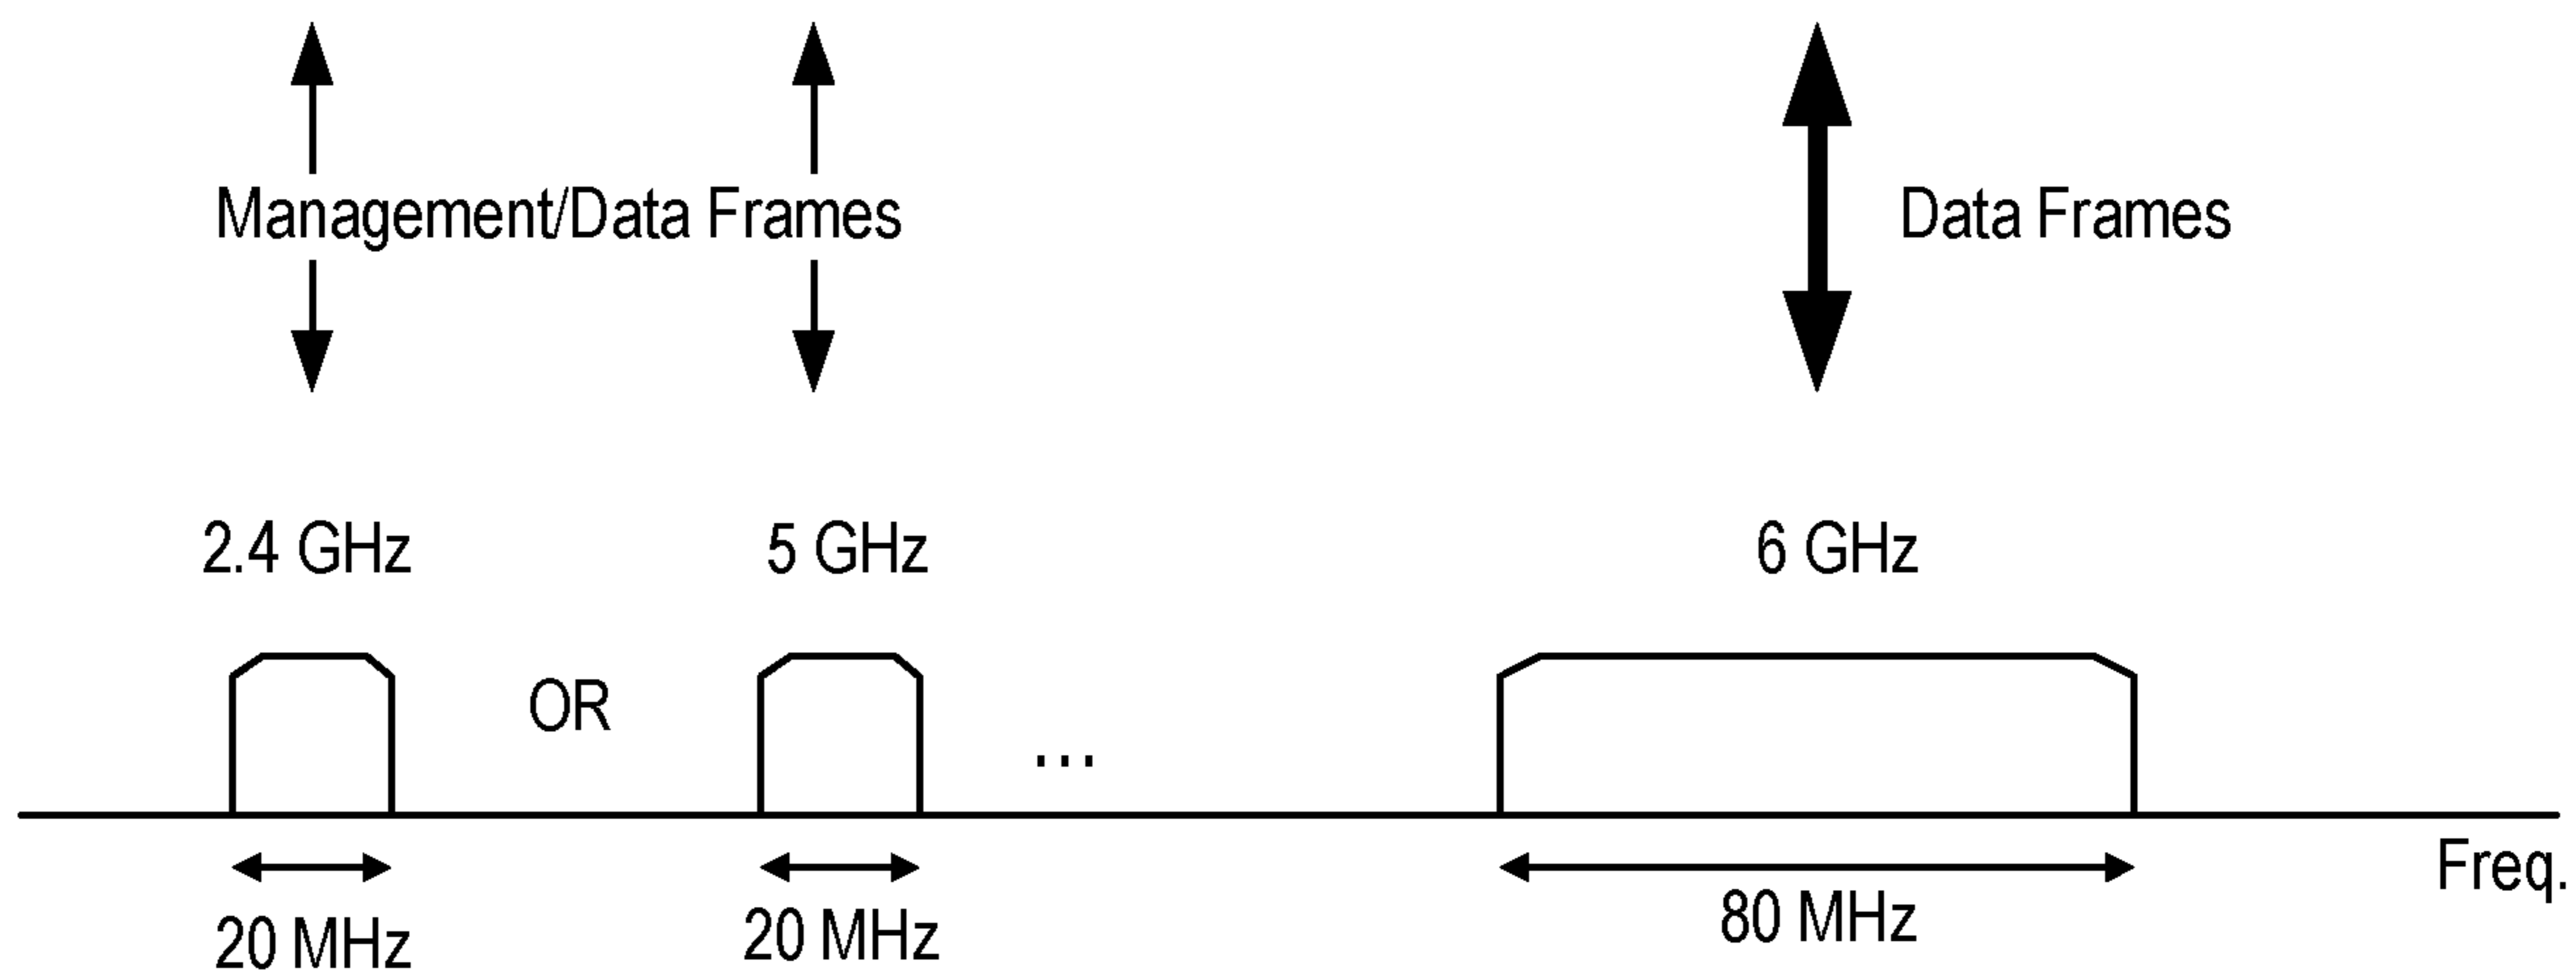 Management/Data Frames
Data Frames
2.4 GHz
5 GHz
6 GHz
OR
...
Freq.
20 MHz
20 MHz
80 MHz